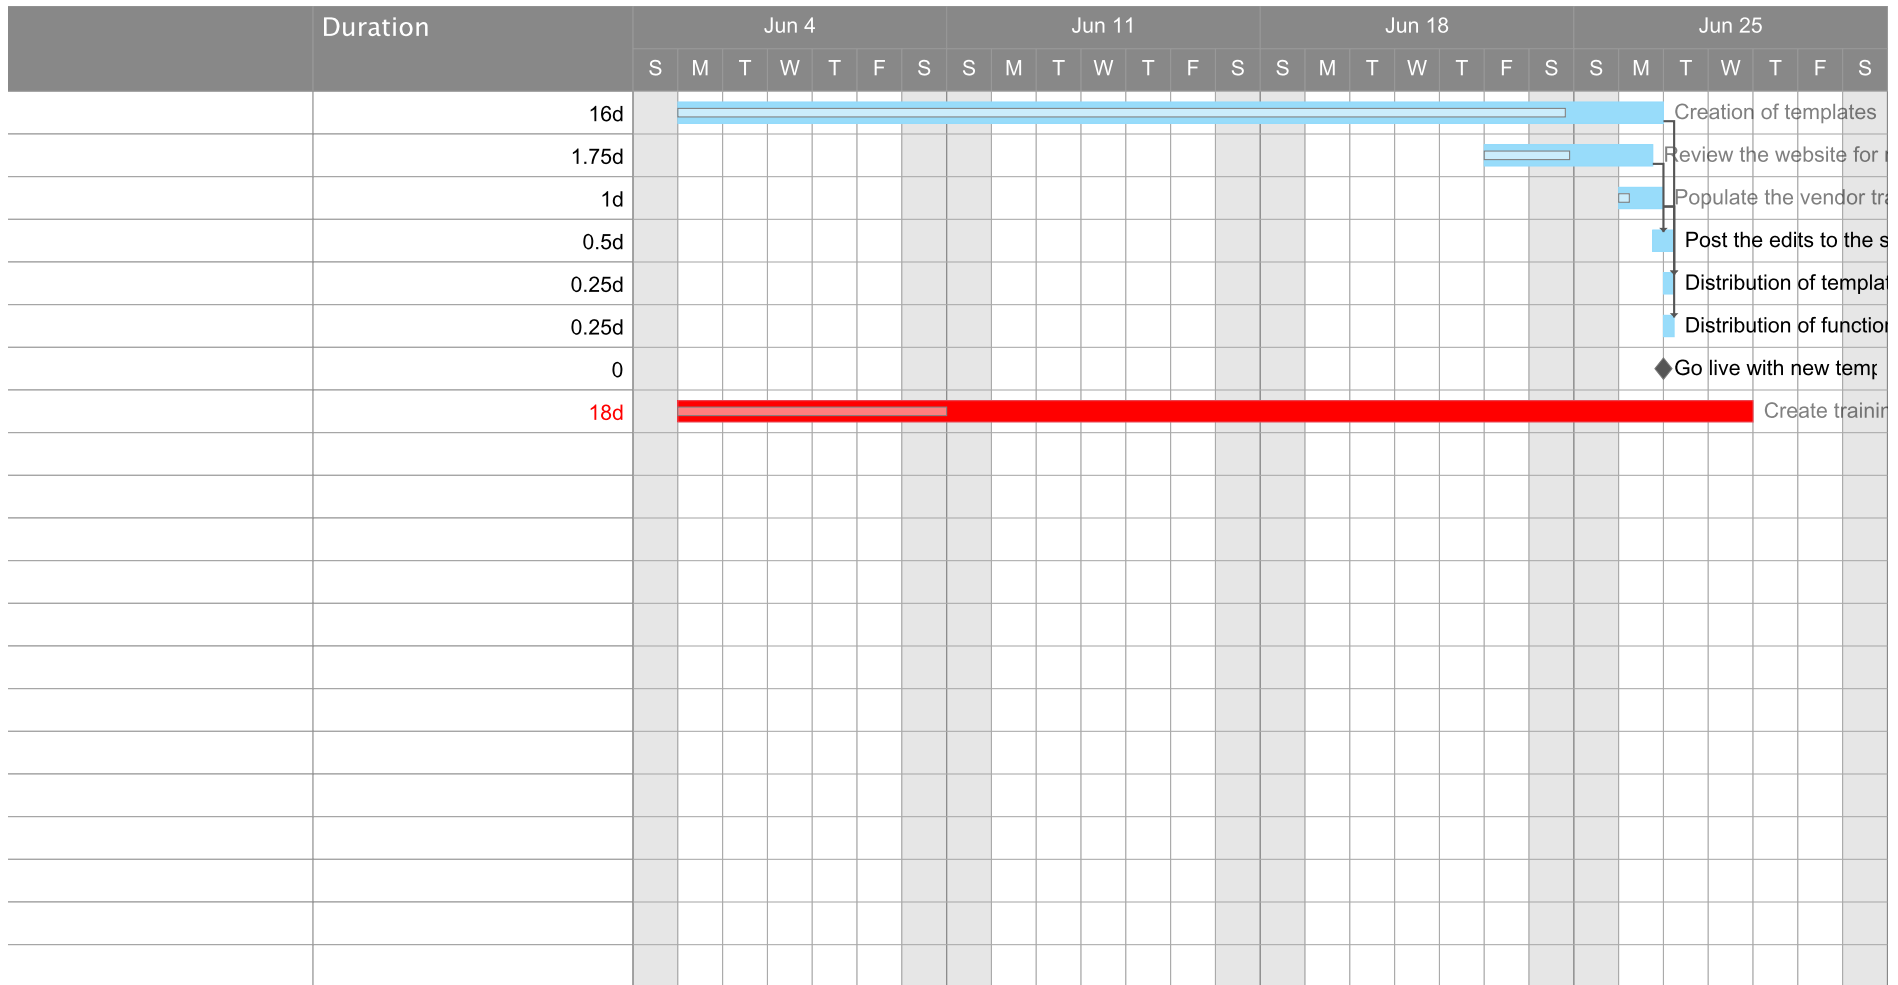 Duration
Jun 4 Jun 11 Jun 18 Jun 25
S M T W T F S S M T W T F S S M T W T F S S M T W T F S
16d Creation of templates
1.75d Review the website for
1d Populate the vendor
0.5d Post the edits to the
0.25d Distribution of
0.25d Distribution of
0 Go live with new
18d Create